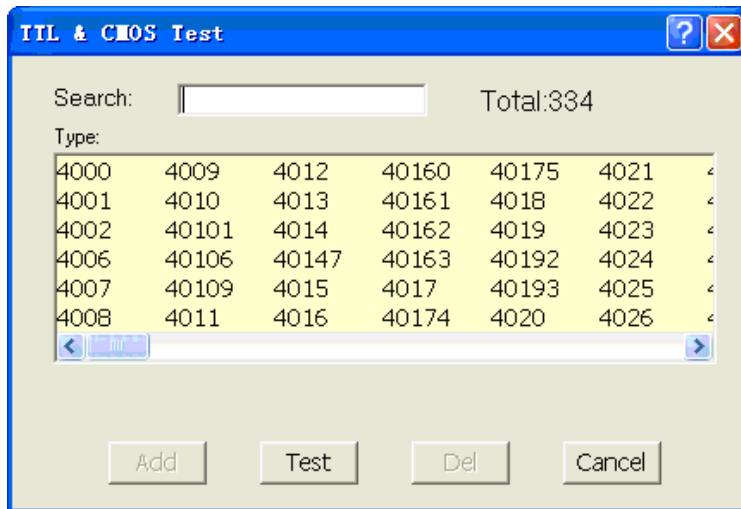 TTL & CMOS Test
Search: Total:334
Type:
4000 4009 4012 40160 40175 4021
4001 4010 4013 40161 4018 4022
4002 40101 4014 40162 4019 4023
4006 40106 40147 40163 40192 4024
4007 40109 4015 4017 40193 4025
4008 4011 4016 40174 4020 4026
Add Test Del Cancel